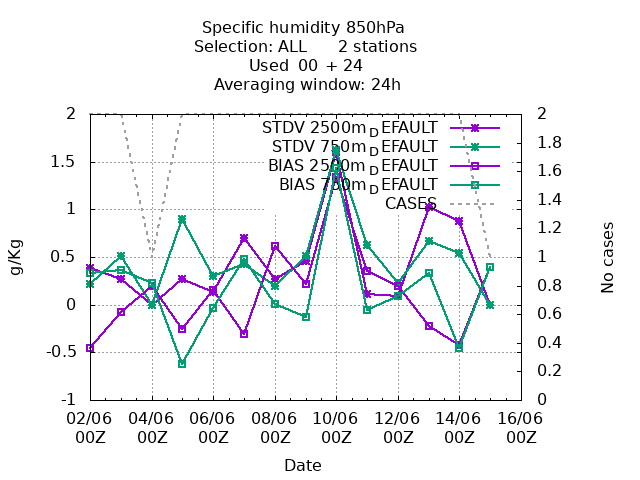 Specific humidity 850hPa
Selection: ALL 2 stations
Used 00 + 24
Averaging window: 24h
2 2
STDV 2500m_DEFAULT
STDV 750m_DEFAULT
BIAS 2500m_DEFAULT
BIAS 750m_DEFAULT
CASES
1.5
1
0.5
0
-0.5
-1
1.8
1.6
1.4
1.2
1
0.8
0.6
0.4
0.2
0
g/Kg
No cases
02/06 04/06 06/06 08/06 10/06 12/06 14/06 16/06
00Z 00Z 00Z 00Z 00Z 00Z 00Z 00Z
Date